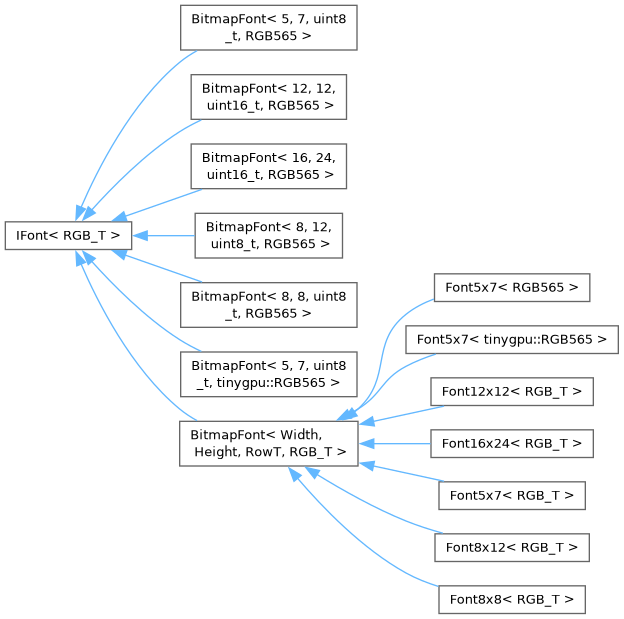 BitmapFont< 5, 7, uint8
_t, RGB565 >
BitmapFont< 12, 12,
uint16_t, RGB565 >
BitmapFont< 16, 24,
uint16_t, RGB565 >
IFont< RGB_T >
BitmapFont< 8, 12,
uint8_t, RGB565 >
BitmapFont< 8, 8, uint8
_t, RGB565 >
BitmapFont< 5, 7, uint8
_t, tinygpu::RGB565 >
BitmapFont< Width,
Height, RowT, RGB_T >
Font5x7< RGB565 >
Font5x7< tinygpu::RGB565 >
Font12x12< RGB_T >
Font16x24< RGB_T >
Font5x7< RGB_T >
Font8x12< RGB_T >
Font8x8< RGB_T >